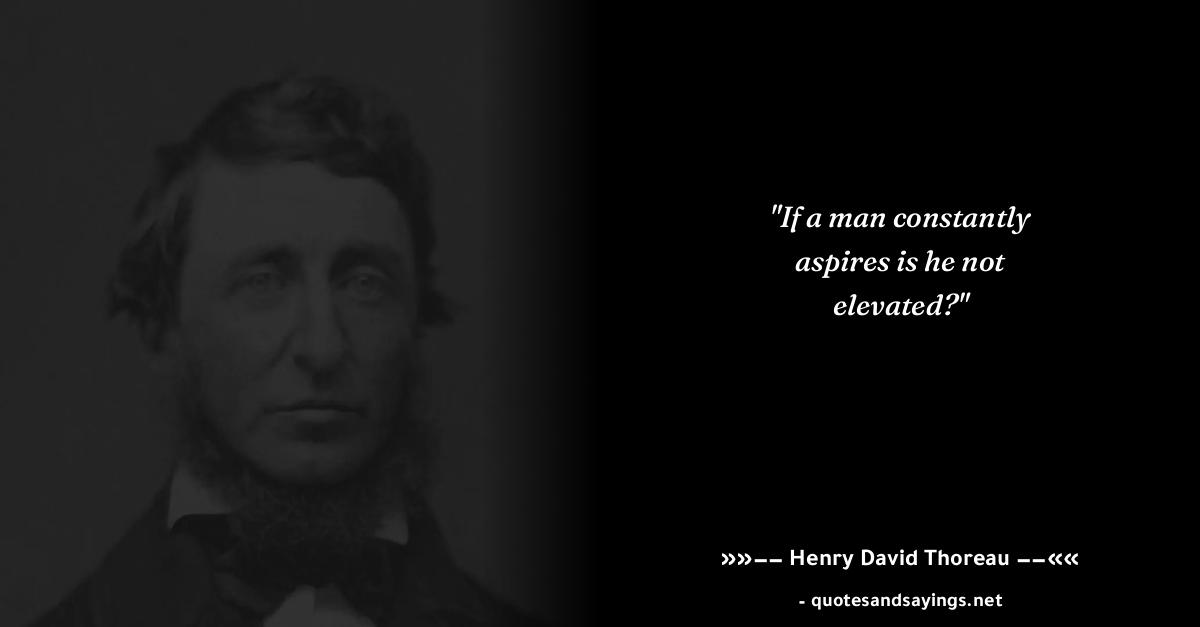 "If a man constantly
aspires is he not
elevated?"
»»−− Henry David Thoreau −−««
- quotesandsayings.net